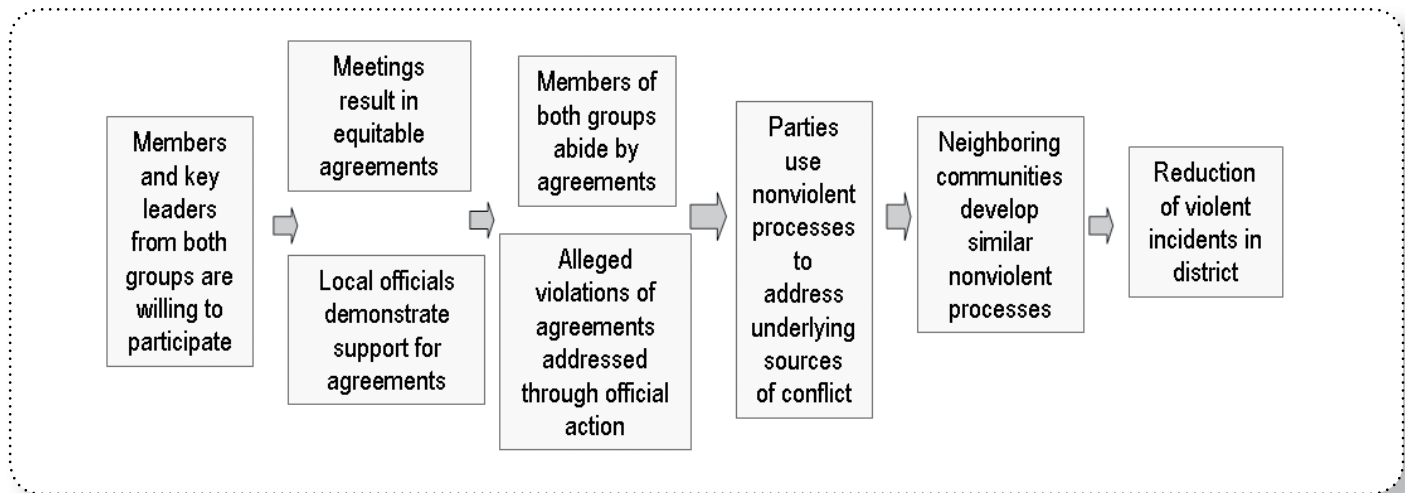 Members
and key
leaders
from both
groups are
willing to
participate
Meetings
result in
equitable
agreements
Local officials
demonstrate
support for
agreements
Members of
both groups
abide by
agreements
Alleged
violations of
agreements
addressed
through official
action
Parties
use
nonviolent
processes
to
address
underlying
sources
of conflict
Neighboring
communities
develop
similar
nonviolent
processes
Reduction
of violent
incidents in
district